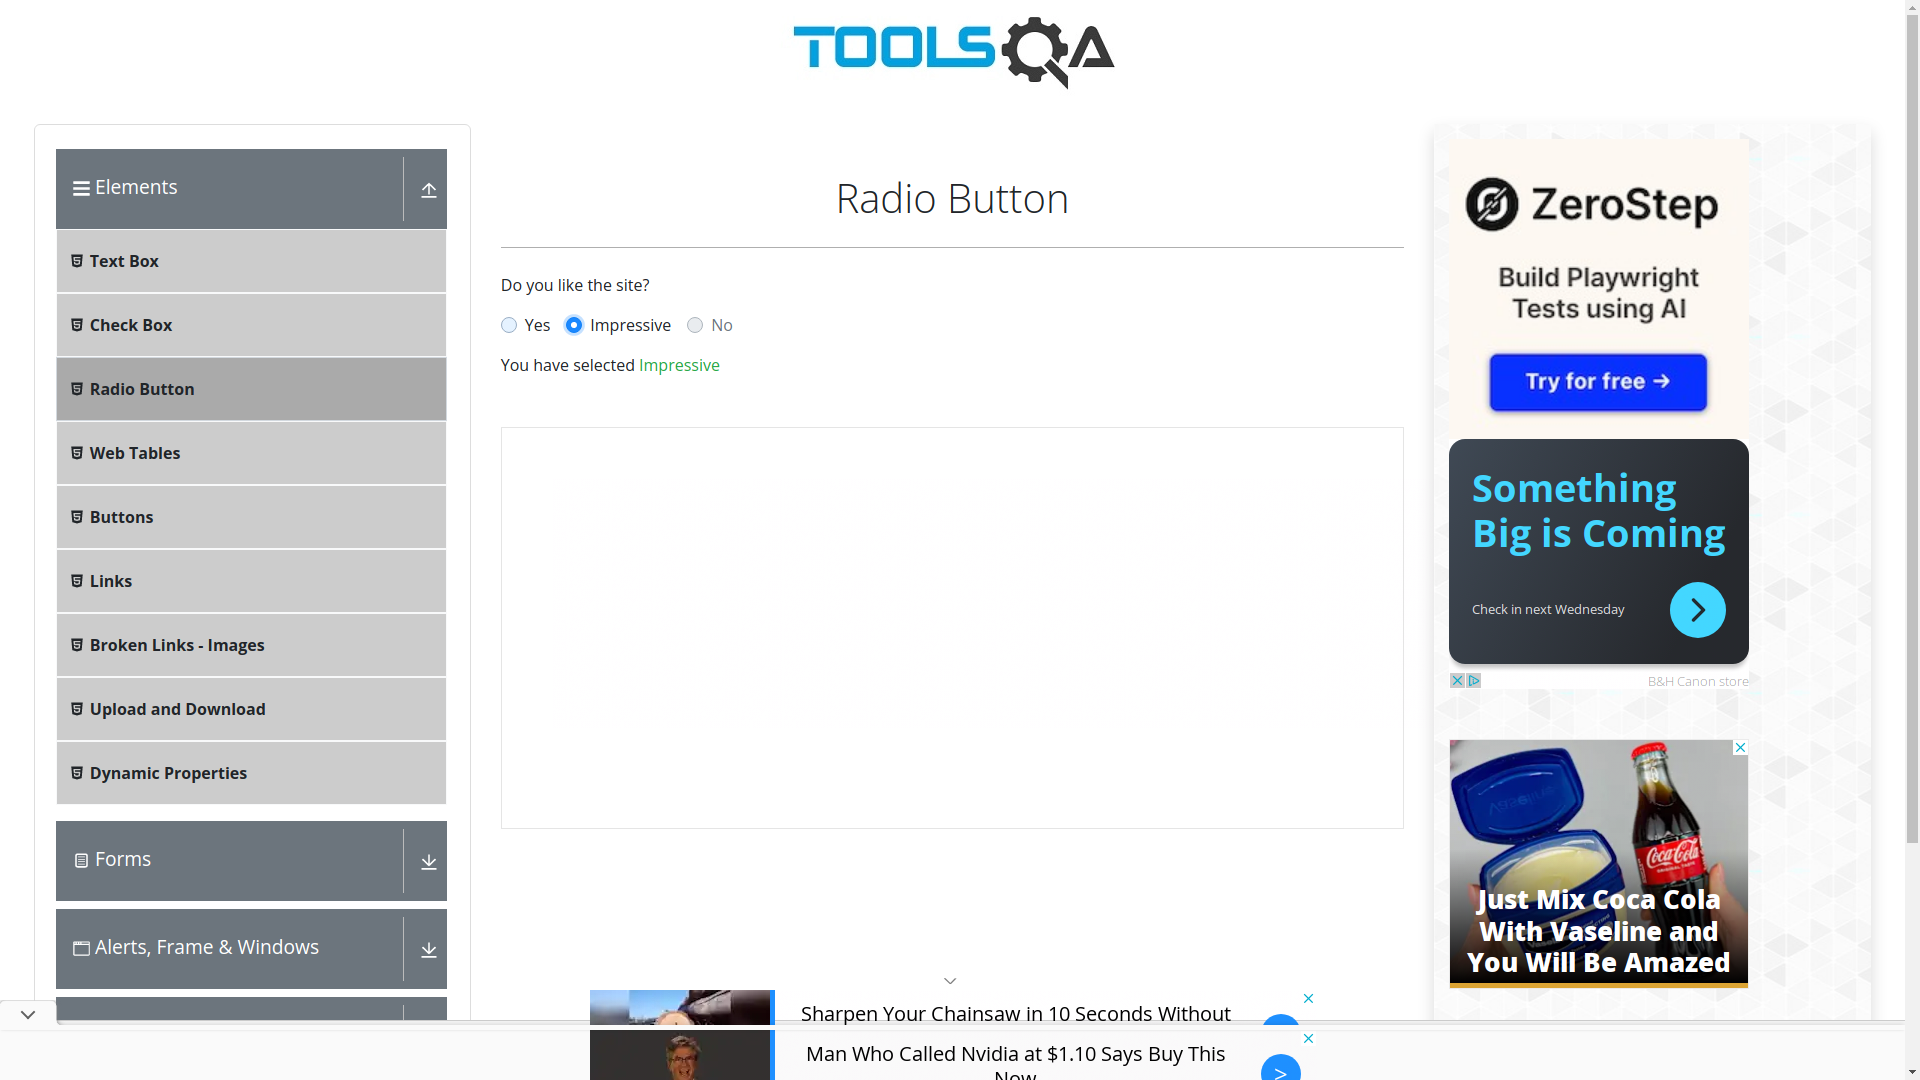 TOOLSQA
Elements
Text Box
Check Box
Radio Button
Web Tables
Buttons
Links
Broken Links - Images
Upload and Download
Dynamic Properties
Forms
Alerts, Frame & Windows
Radio Button
Do you like the site?
Yes Impressive No
You have selected Impressive
ZeroStep
Build Playwright
Tests using AI
Try for free →
Something
Big is Coming
Check in next Wednesday
B&H Canon store
Vaseline
Coca-Cola
Just Mix Coca Cola
With Vaseline and
You Will Be Amazed
Sharpen Your Chainsaw in 10 Seconds Without
Man Who Called Nvidia at $1.10 Says Buy This
Now